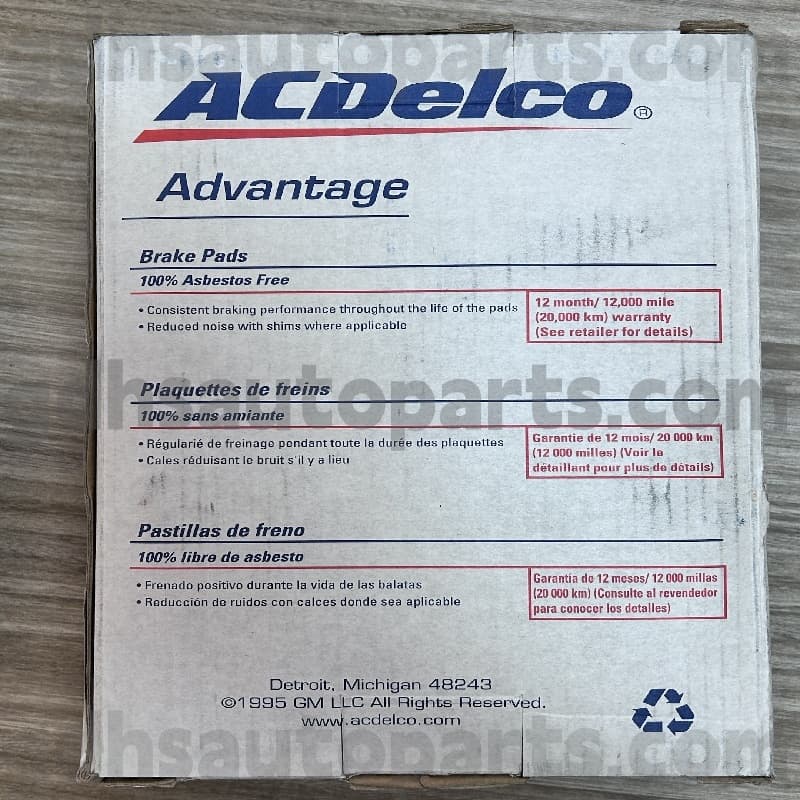 hsautoparts.com
ACDelco®
Advantage
Brake Pads
100% Asbestos Free
• Consistent braking performance throughout the life of the pads
• Reduced noise with shims where applicable
12 month/ 12,000 mile
(20,000 km) warranty
(See retailer for details)
hsautoparts.com
Plaquettes de freins
100% sans amiante
• Régularié de freinage pendant toute la durée des plaquettes
• Cales réduisant le bruit s'il y a lieu
Garantie de 12 mois/ 20 000 km
(12 000 milles) (Voir le
détaillant pour plus de détails)
Pastillas de freno
100% libre de asbesto
• Frenado positivo durante la vida de las balatas
• Reducción de ruidos con calces donde sea aplicable
Garantía de 12 meses/ 12 000 millas
(20 000 km) (Consulte al revendedor
para conocer los detalles)
Detroit, Michigan 48243
©1995 GM LLC All Rights Reserved.
www.acdelco.com
hsautoparts.com